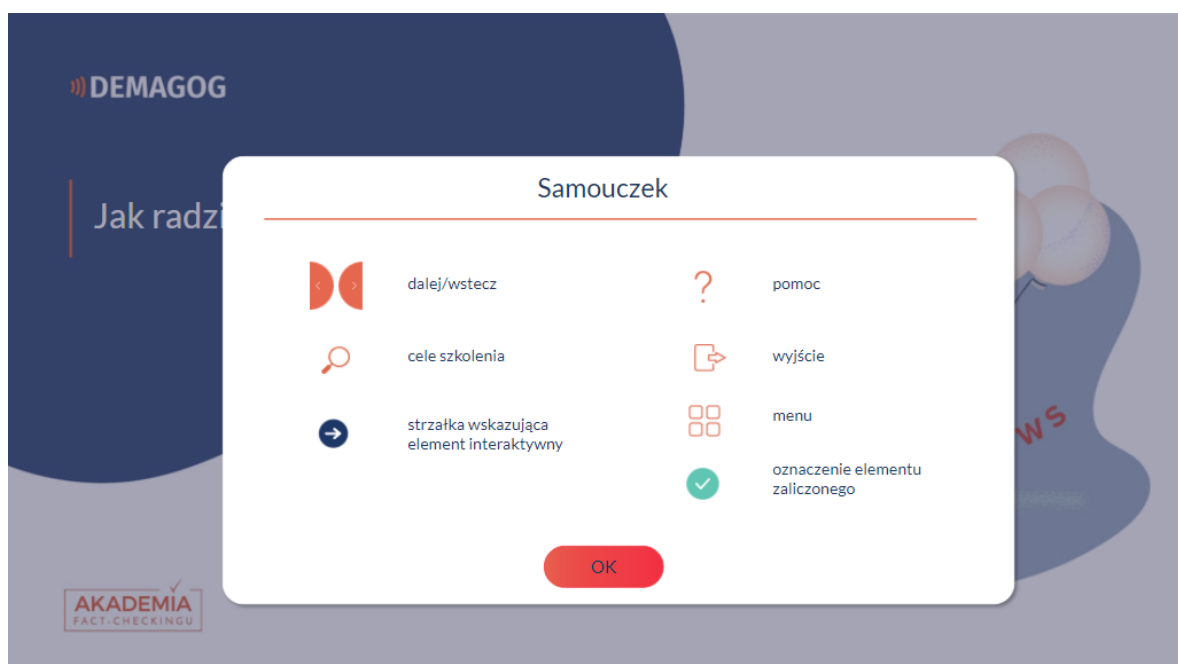 DEMAGOG
Jak radzi
Samouczek
dalej/wstecz
cele szkolenia
strzałka wskazująca
element interaktywny
?
pomoc
wyjście
menu
oznaczenie elementu
zaliczonego
OK
ws
AKADEMIA
FACT-CHECKINGU